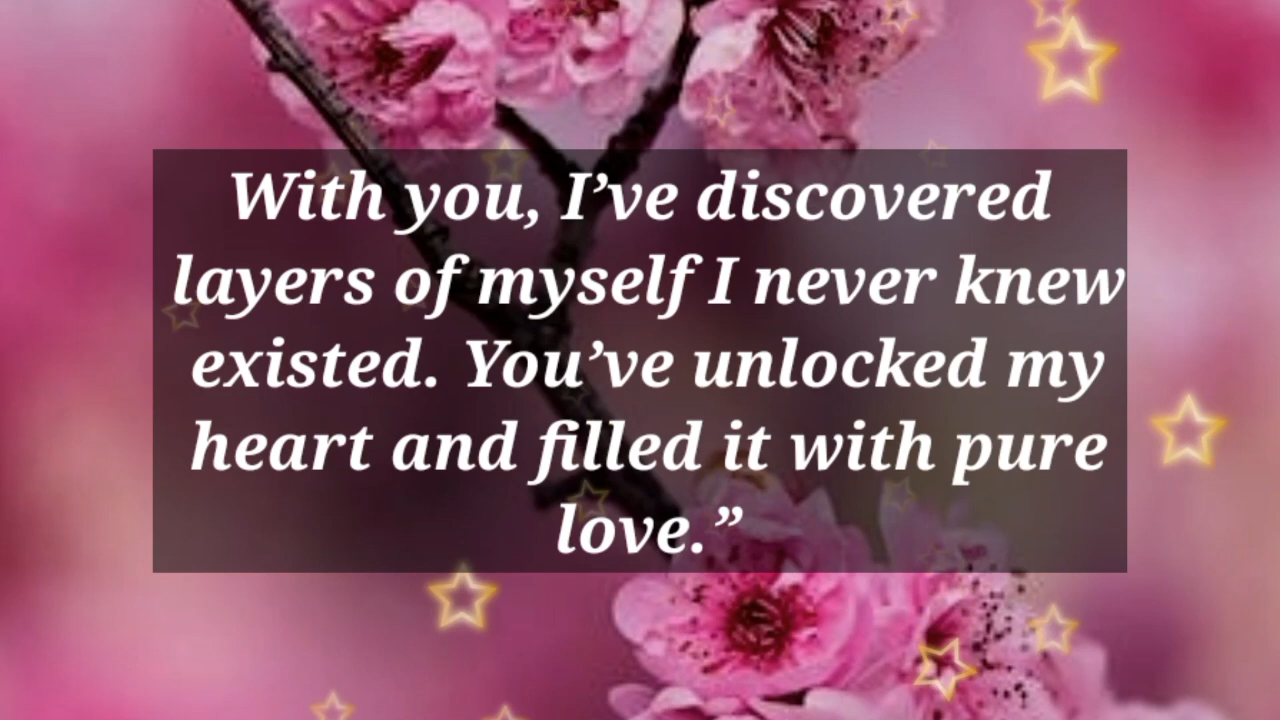 With you, I’ve discovered
layers of myself I never knew
existed. You’ve unlocked my
heart and filled it with pure
love.”